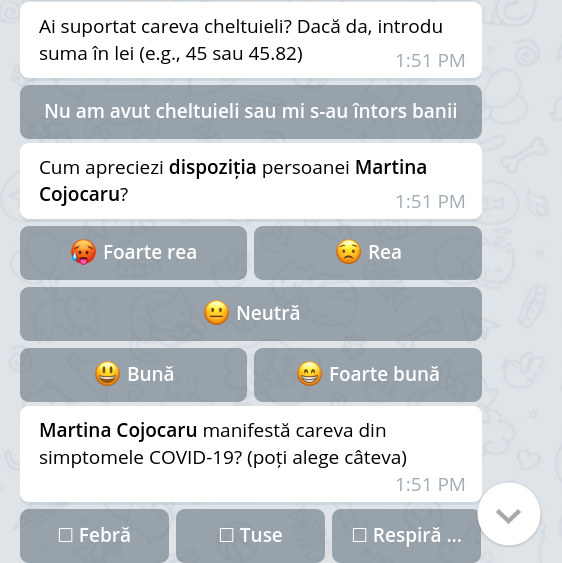 Ai suportat careva cheltuieli? Dacă da, introdu
suma în lei (e.g., 45 sau 45.82)
1:51 PM
Nu am avut cheltuieli sau mi s-au întors banii
Cum apreciezi dispoziția persoanei Martina
Cojocaru?
1:51 PM
🥵 Foarte rea
😟 Rea
😐 Neutră
😃 Bună
😁 Foarte bună
Martina Cojocaru manifestă careva din
simptomele COVID-19? (poți alege câteva)
1:51 PM
☐ Febră
☐ Tuse
☐ Respiră ...